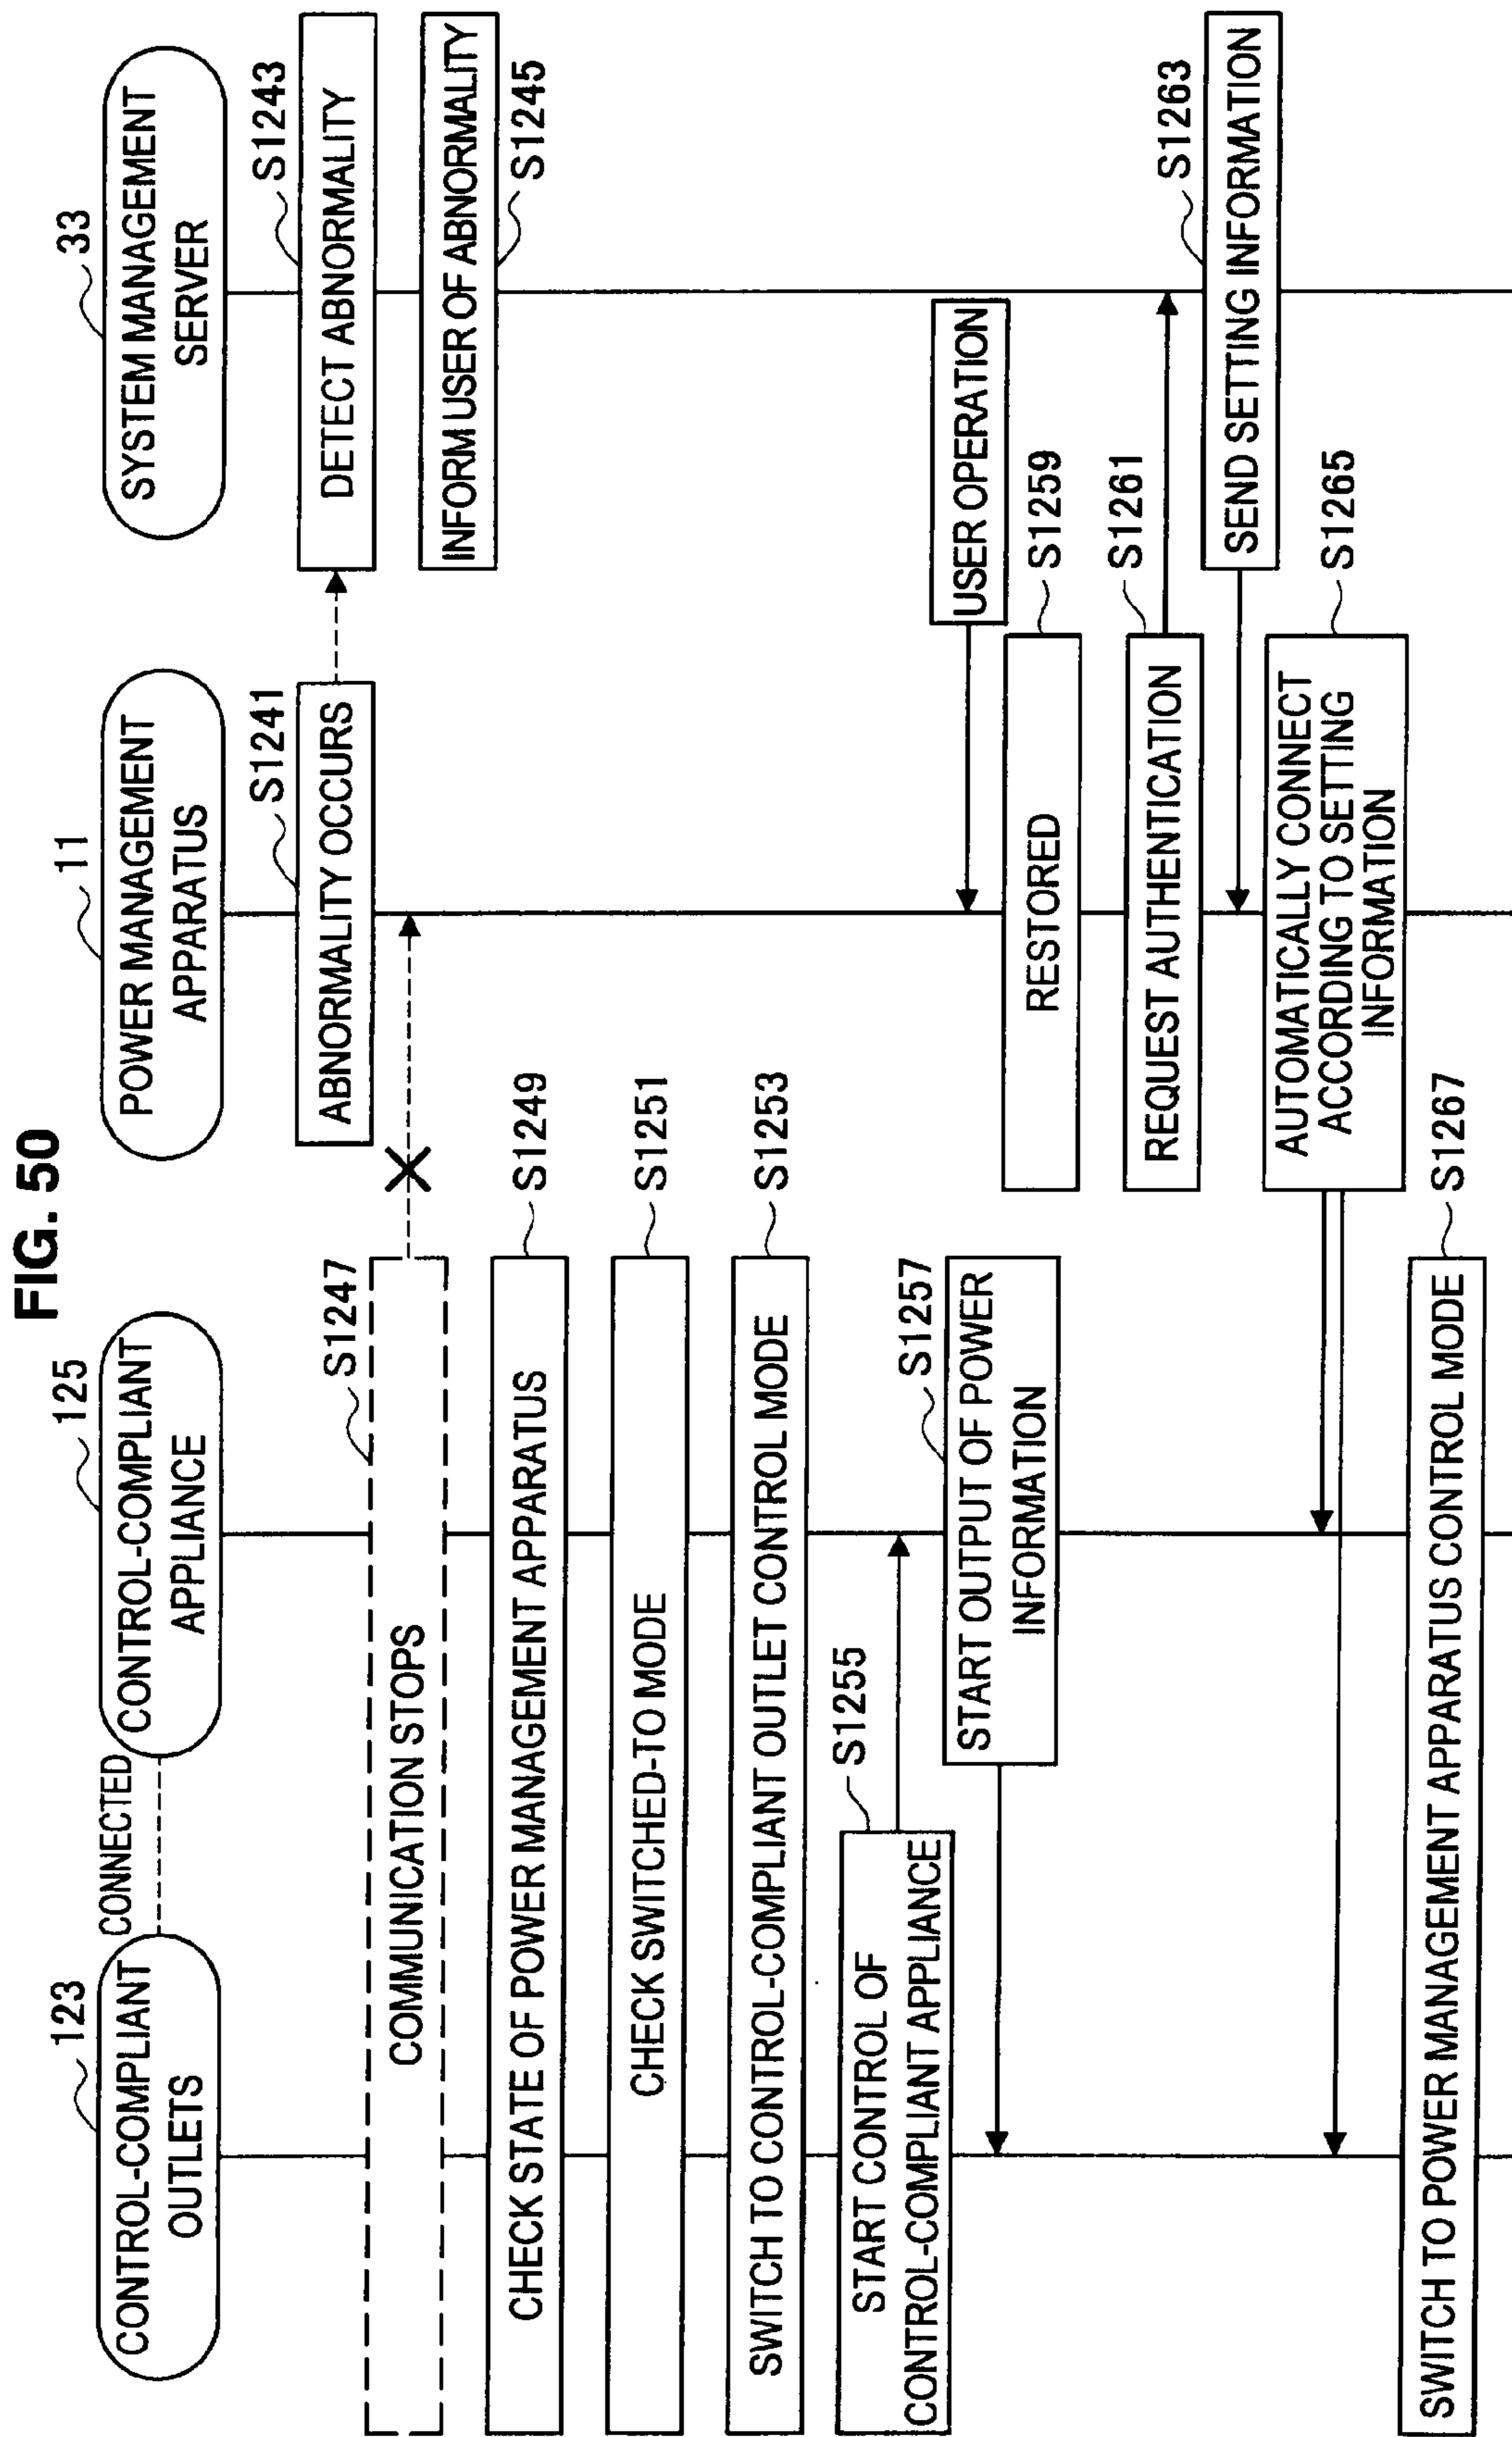 FIG. 50
123
CONTROL-COMPLIANT
OUTLETS
CONNECTED
125
CONTROL-COMPLIANT
APPLIANCE
11
POWER MANAGEMENT
APPARATUS
33
SYSTEM MANAGEMENT
SERVER
S1241
ABNORMALITY OCCURS
S1243
DETECT ABNORMALITY
S1247
COMMUNICATION STOPS
INFORM USER OF ABNORMALITY
S1245
CHECK STATE OF POWER MANAGEMENT APPARATUS
S1249
CHECK SWITCHED-TO MODE
S1251
SWITCH TO CONTROL-COMPLIANT OUTLET CONTROL MODE
S1253
S1255
START CONTROL OF
CONTROL-COMPLIANT APPLIANCE
S1257
START OUTPUT OF POWER
INFORMATION
USER OPERATION
RESTORED
S1259
REQUEST AUTHENTICATION
S1261
S1263
SEND SETTING INFORMATION
AUTOMATICALLY CONNECT
ACCORDING TO SETTING
INFORMATION
S1265
SWITCH TO POWER MANAGEMENT APPARATUS CONTROL MODE
S1267